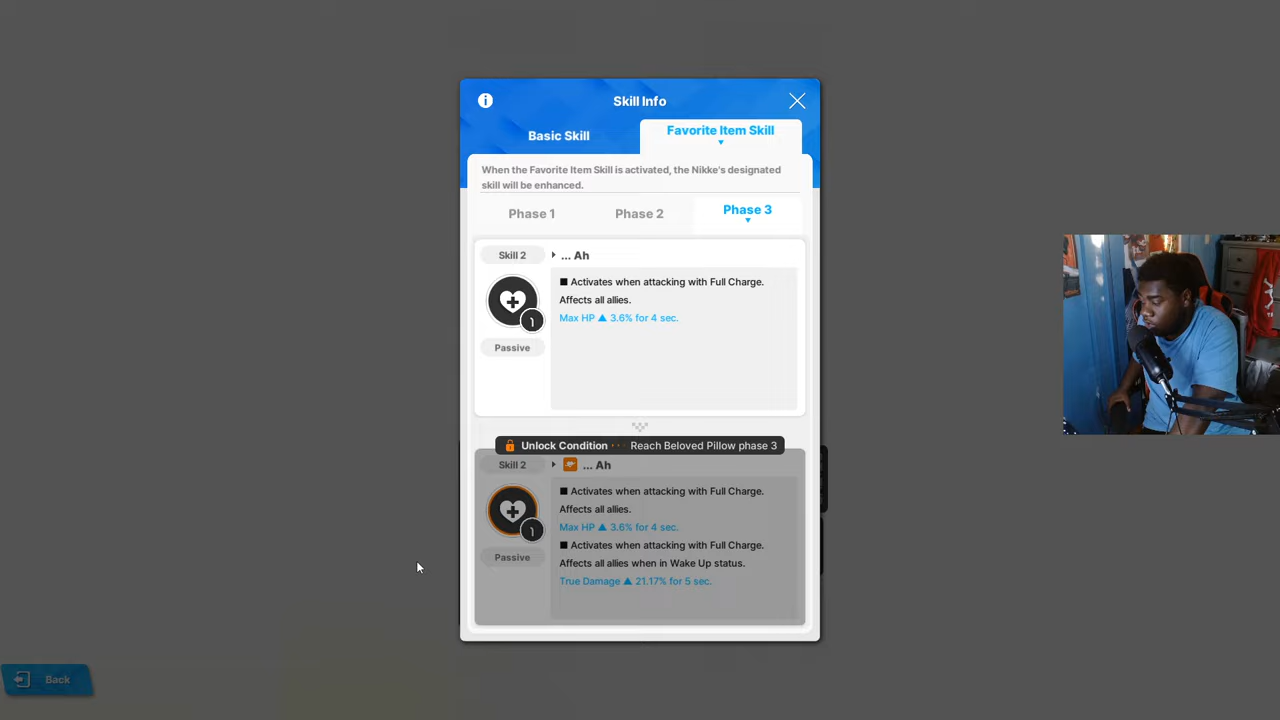 Skill Info
Basic Skill
Favorite Item Skill
When the Favorite Item Skill is activated, the Nikke's designated
skill will be enhanced.
Phase 1
Phase 2
Phase 3
Skill 2
... Ah
1
Passive
■ Activates when attacking with Full Charge.
Affects all allies.
Max HP ▲ 3.6% for 4 sec.
Unlock Condition ··· Reach Beloved Pillow phase 3
Skill 2
... Ah
1
Passive
■ Activates when attacking with Full Charge.
Affects all allies.
Max HP ▲ 3.6% for 4 sec.
■ Activates when attacking with Full Charge.
Affects all allies when in Wake Up status.
True Damage ▲ 21.17% for 5 sec.
Back